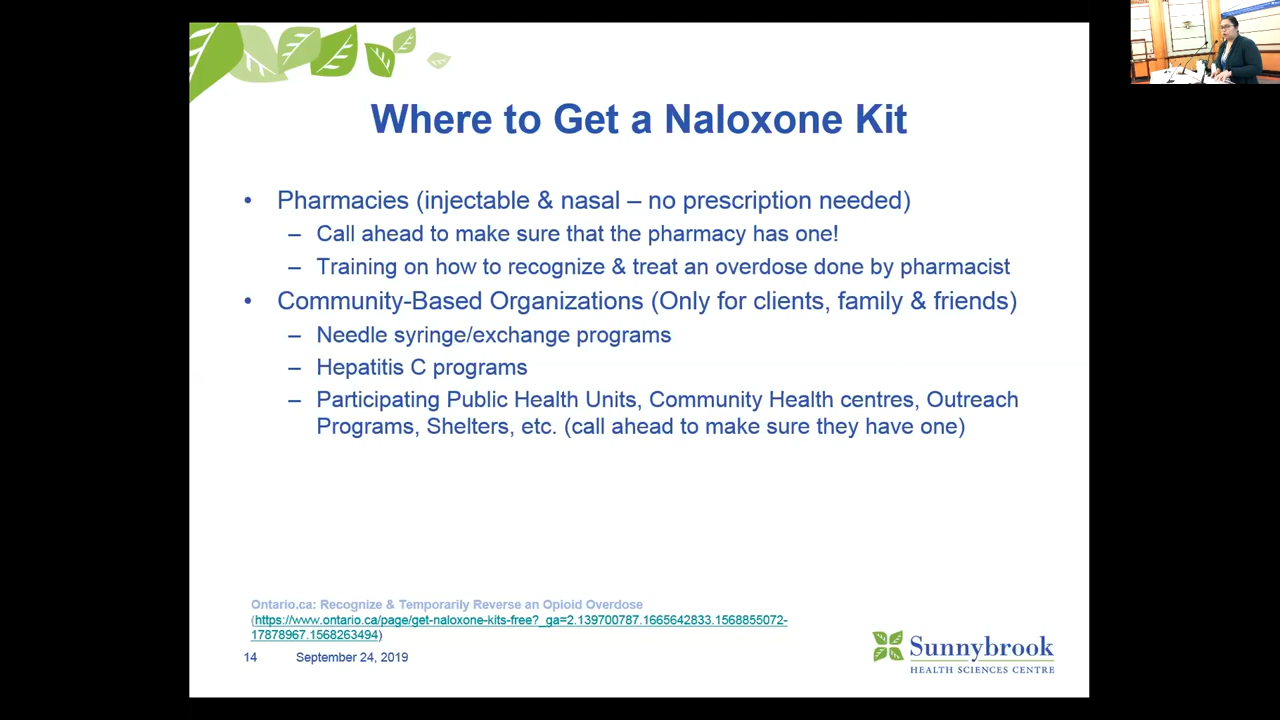 Where to Get a Naloxone Kit
• Pharmacies (injectable & nasal – no prescription needed)
– Call ahead to make sure that the pharmacy has one!
– Training on how to recognize & treat an overdose done by pharmacist
• Community-Based Organizations (Only for clients, family & friends)
– Needle syringe/exchange programs
– Hepatitis C programs
– Participating Public Health Units, Community Health centres, Outreach
Programs, Shelters, etc. (call ahead to make sure they have one)
Ontario.ca: Recognize & Temporarily Reverse an Opioid Overdose
(https://www.ontario.ca/page/get-naloxone-kits-free?_ga=2.139700787.1665642833.1568855072-
17878967.1568263494)
14 September 24, 2019
Sunnybrook
HEALTH SCIENCES CENTRE